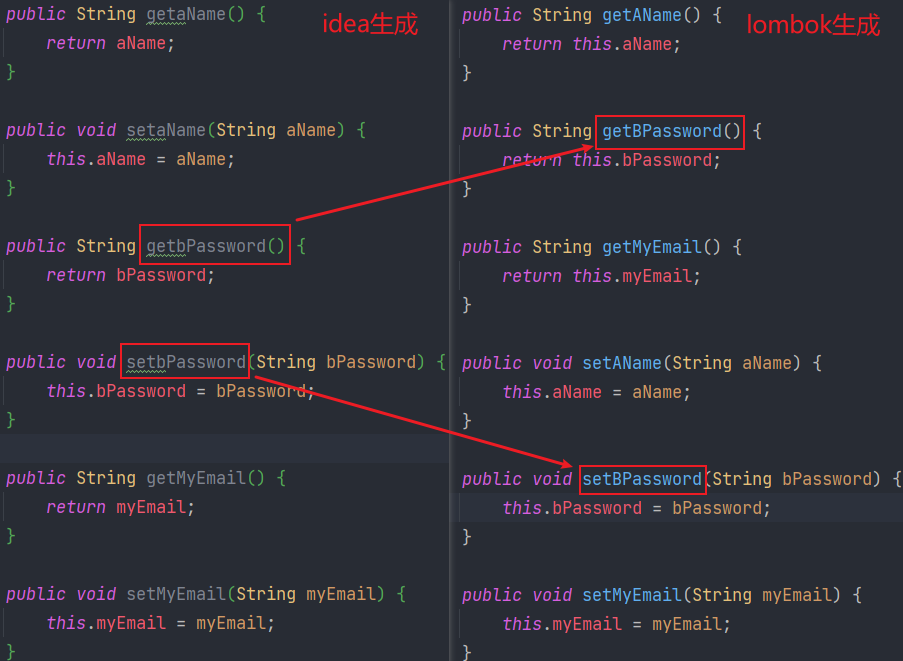 idea生成
public String getaName() {
    return aName;
}
public void setaName(String aName) {
    this.aName = aName;
}
public String getbPassword() {
    return bPassword;
}
public void setbPassword(String bPassword) {
    this.bPassword = bPassword;
}
public String getMyEmail() {
    return myEmail;
}
public void setMyEmail(String myEmail) {
    this.myEmail = myEmail;
}
lombok生成
public String getAName() {
    return this.aName;
}
public String getBPassword() {
    return this.bPassword;
}
public String getMyEmail() {
    return this.myEmail;
}
public void setAName(String aName) {
    this.aName = aName;
}
public void setBPassword(String bPassword) {
    this.bPassword = bPassword;
}
public void setMyEmail(String myEmail) {
    this.myEmail = myEmail;
}